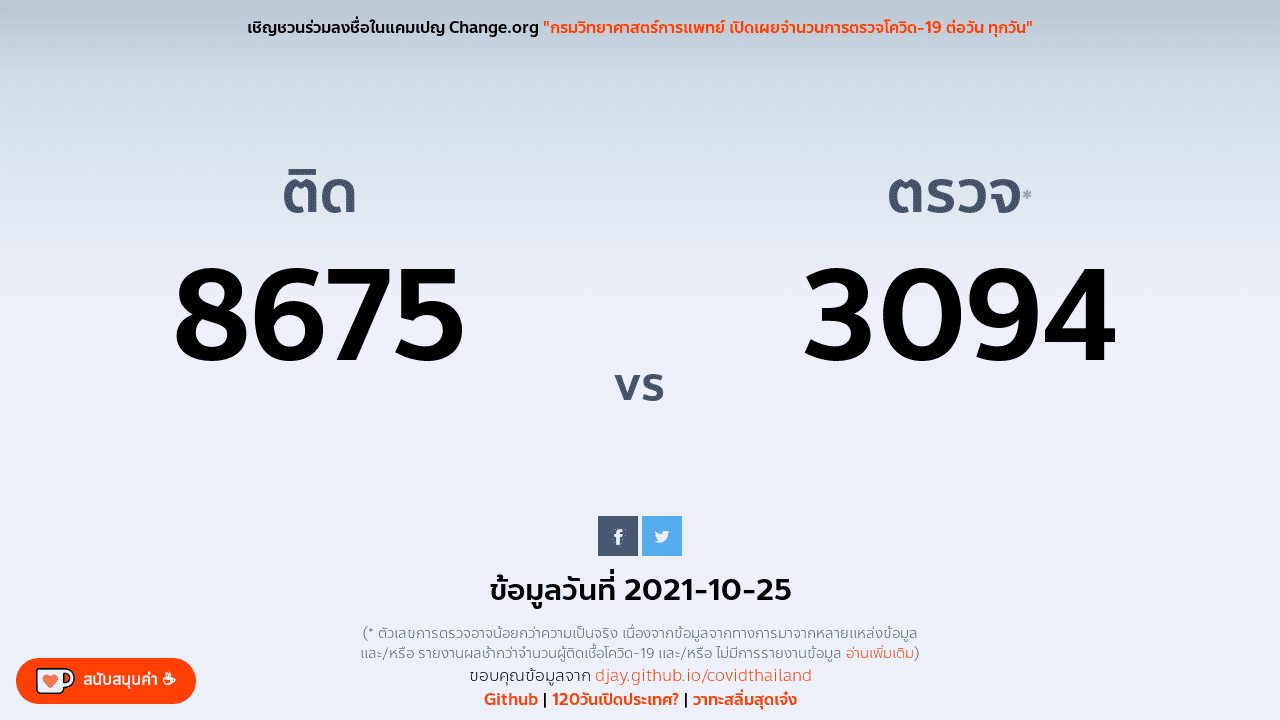 เชิญชวนร่วมลงชื่อในแคมเปญ Change.org "กรมวิทยาศาสตร์การแพทย์ เปิดเผยจำนวนการตรวจโควิด-19 ต่อวัน ทุกวัน"
ติด
8675
vs
ตรวจ*
3094
ข้อมูลวันที่ 2021-10-25
(* ตัวเลขการตรวจอาจน้อยกว่าความเป็นจริง เนื่องจากข้อมูลจากทางการมาจากหลายแหล่งข้อมูล
และ/หรือ รายงานผลช้ากว่าจำนวนผู้ติดเชื้อโควิด-19 และ/หรือ ไม่มีการรายงานข้อมูล อ่านเพิ่มเติม)
ขอบคุณข้อมูลจาก djay.github.io/covidthailand
Github | 120วันเปิดประเทศ? | วาทะสลิ่มสุดเจ๋ง
สนับสนุนค่า ☕